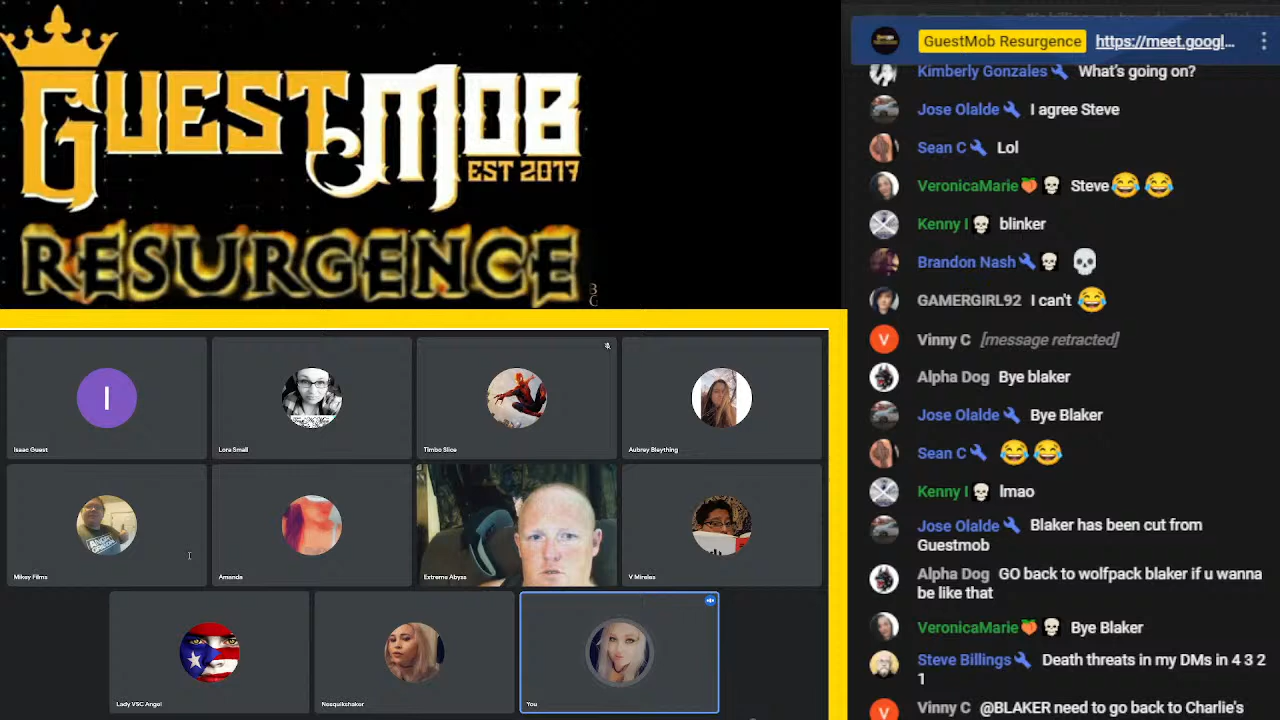 GUESTMOB
EST 2017
RESURGENCE
B
G
I
Isaac Guest
Lora Small
Timbo Slice
Aubrey Blaything
Mikey Films
Amanda
Extreme Abyss
V Mireles
Lady VSC Angel
Nesquikshaker
You
GuestMob Resurgence https://meet.googl...
Kimberly Gonzales What's going on?
Jose Olalde I agree Steve
Sean C Lol
VeronicaMarie🍑 💀 Steve😂 😂
Kenny I 💀 blinker
Brandon Nash 💀 💀
GAMERGIRL92 I can't 😂
V
Vinny C [message retracted]
Alpha Dog Bye blaker
Jose Olalde Bye Blaker
Sean C 😂 😂
Kenny I 💀 lmao
Jose Olalde Blaker has been cut from
Guestmob
Alpha Dog GO back to wolfpack blaker if u wanna
be like that
VeronicaMarie🍑 💀 Bye Blaker
Steve Billings Death threats in my DMs in 4 3 2
1
V
Vinny C @BLAKER need to go back to Charlie's